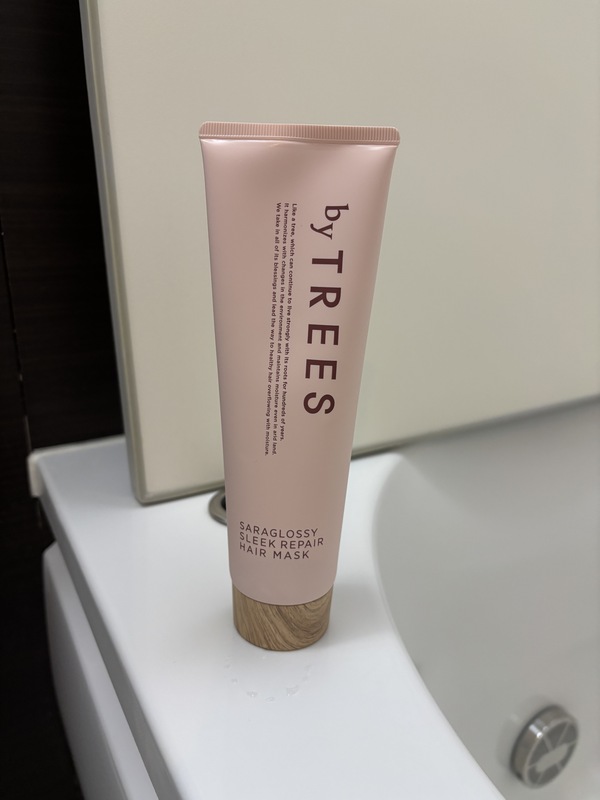 by TREES
Like a tree, which can continue to live strongly with its roots for hundreds of years.
It harmonizes with changes in the environment and maintains moisture even in arid land.
We take in all of its blessings and lead the way to healthy hair overflowing with moisture.
SARAGLOSSY
SLEEK REPAIR
HAIR MASK